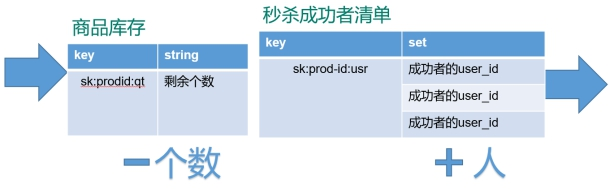 商品库存
key string
sk:prodid:qt 剩余个数
秒杀成功者清单
key set
sk:prod-id:usr 成功者的user_id
成功者的user_id
成功者的user_id
－个数
＋人